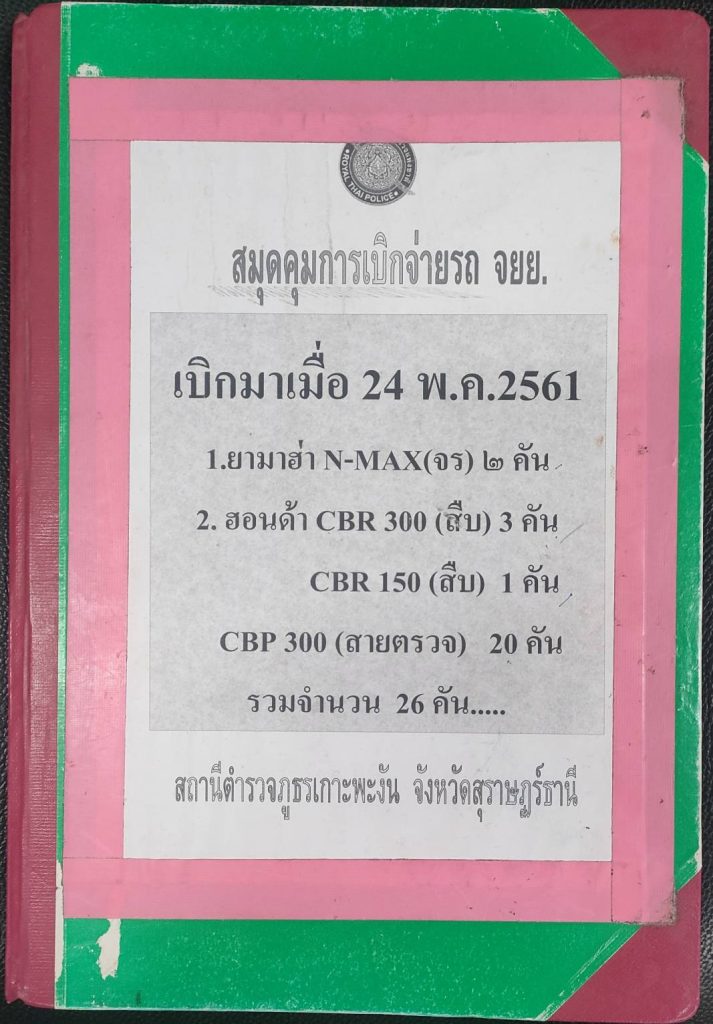 ROYAL THAI POLICE
สมุดคุมการเบิกจ่ายรถ จยย.
เบิกมาเมื่อ 24 พ.ค.2561
1.ยามาฮ่า N-MAX(จร) ๒ คัน
2. ฮอนด้า CBR 300 (สืบ) 3 คัน
CBR 150 (สืบ) 1 คัน
CBP 300 (สายตรวจ) 20 คัน
รวมจำนวน 26 คัน.....
สถานีตำรวจภูธรเกาะพะงัน จังหวัดสุราษฎร์ธานี